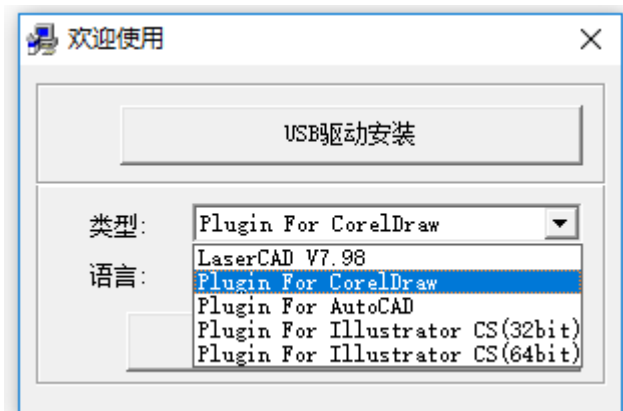 欢迎使用
USB驱动安装
类型:
Plugin For CorelDraw
LaserCAD V7.98
Plugin For CorelDraw
语言:
Plugin For AutoCAD
Plugin For Illustrator CS(32bit)
Plugin For Illustrator CS(64bit)